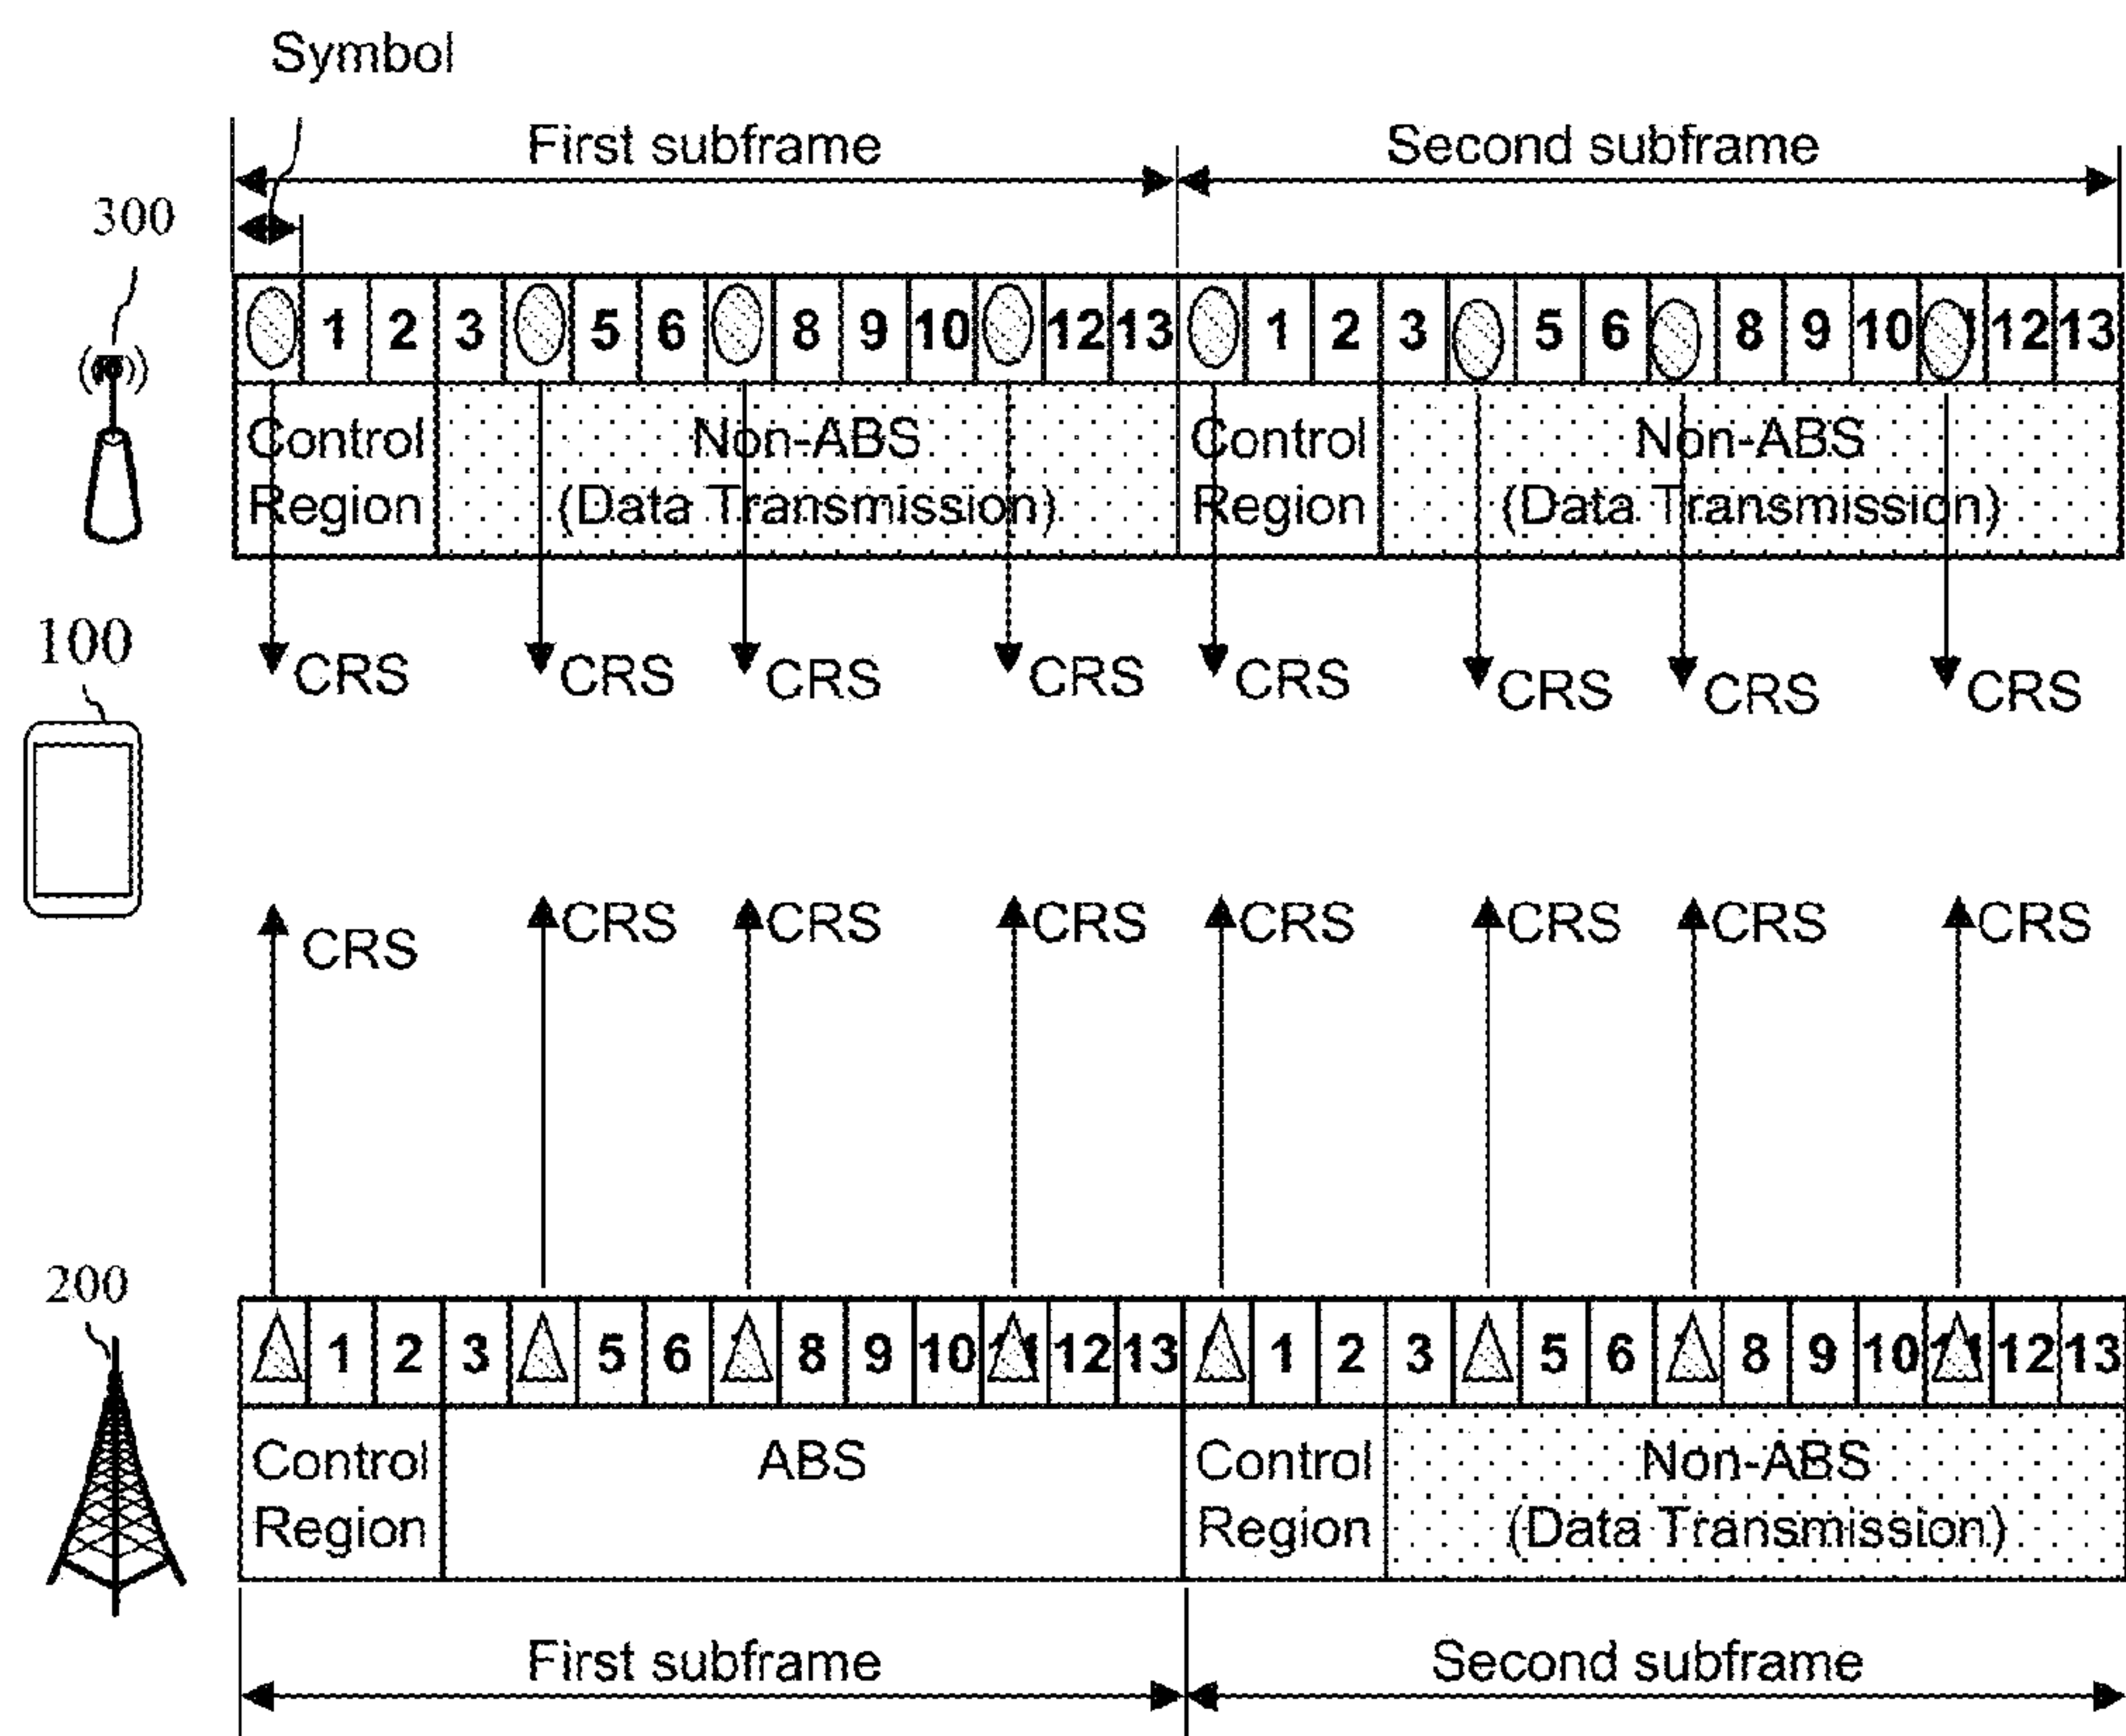 Symbol
First subframe Second subframe
300
1 2 3 5 6 8 9 10 12 13 1 2 3 5 6 8 9 10 12 13
Control Region Non-ABS (Data Transmission) Control Region Non-ABS (Data Transmission)
CRS CRS CRS CRS CRS CRS CRS CRS
100
CRS CRS CRS CRS CRS CRS CRS CRS
200
1 2 3 5 6 8 9 10 11 12 13 1 2 3 5 6 8 9 10 11 12 13
Control Region ABS Control Region Non-ABS (Data Transmission)
First subframe Second subframe